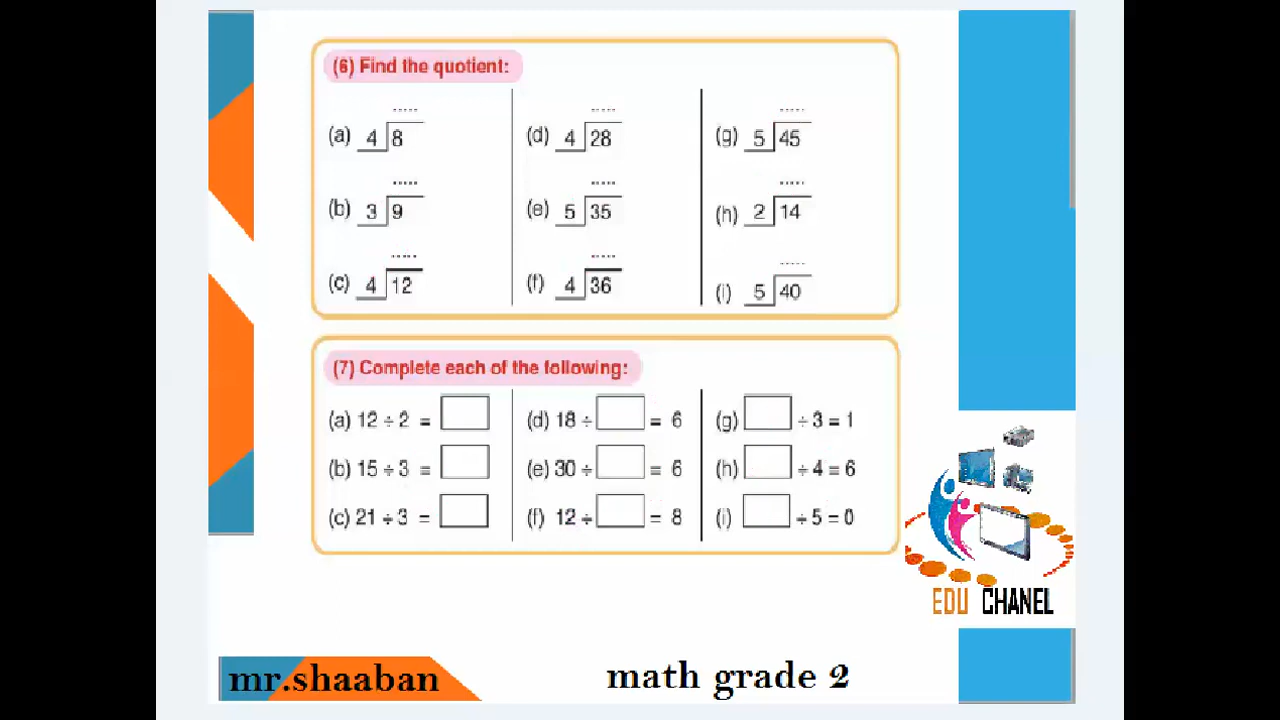 (6) Find the quotient:
(a) 4 8
(b) 3 9
(c) 4 12
(d) 4 28
(e) 5 35
(f) 4 36
(g) 5 45
(h) 2 14
(i) 5 40
(7) Complete each of the following:
(a) 12 ÷ 2 =
(b) 15 ÷ 3 =
(c) 21 ÷ 3 =
(d) 18 ÷ = 6
(e) 30 ÷ = 6
(f) 12 ÷ = 8
(g) ÷ 3 = 1
(h) ÷ 4 = 6
(i) ÷ 5 = 0
EDU CHANEL
mr.shaaban
math grade 2